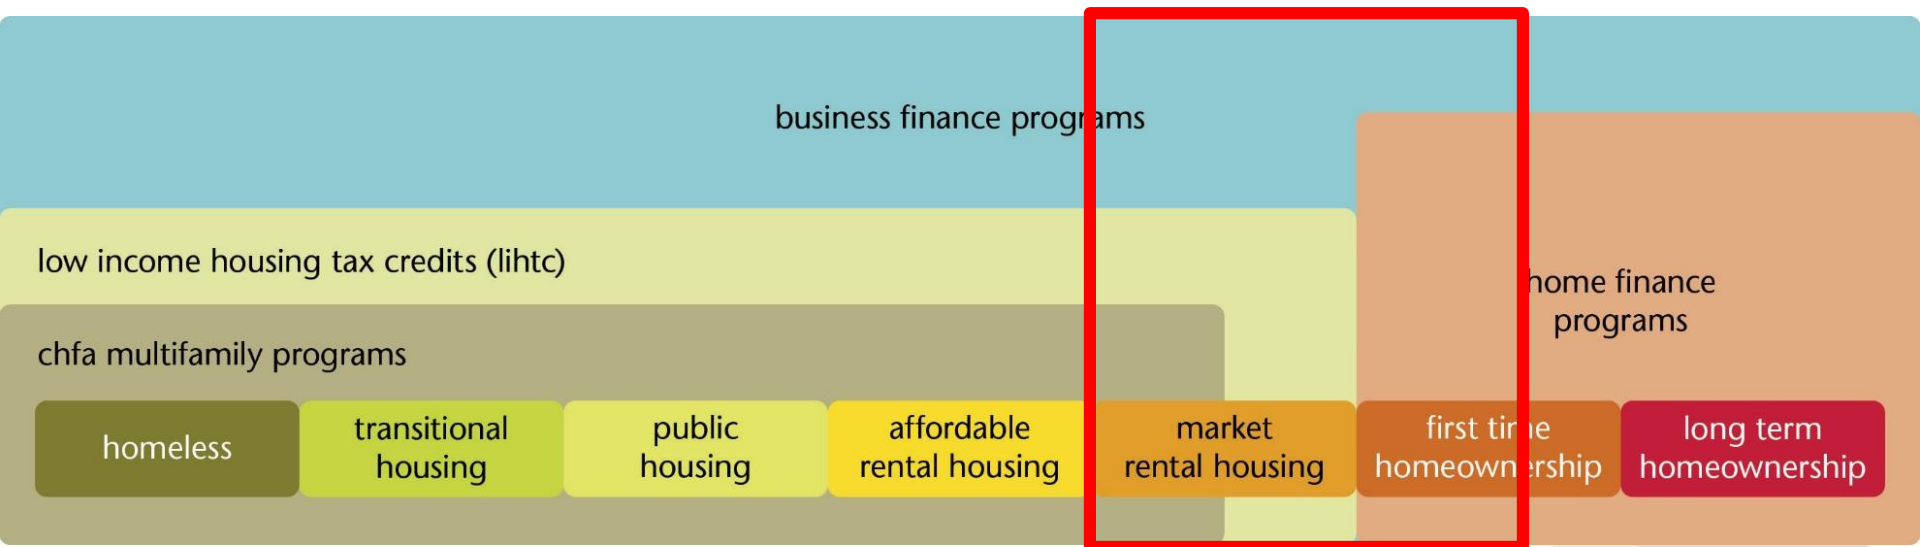 business finance programs
low income housing tax credits (lihtc)
home finance
programs
chfa multifamily programs
homeless
transitional
housing
public
housing
affordable
rental housing
market
rental housing
first time
homeownership
long term
homeownership